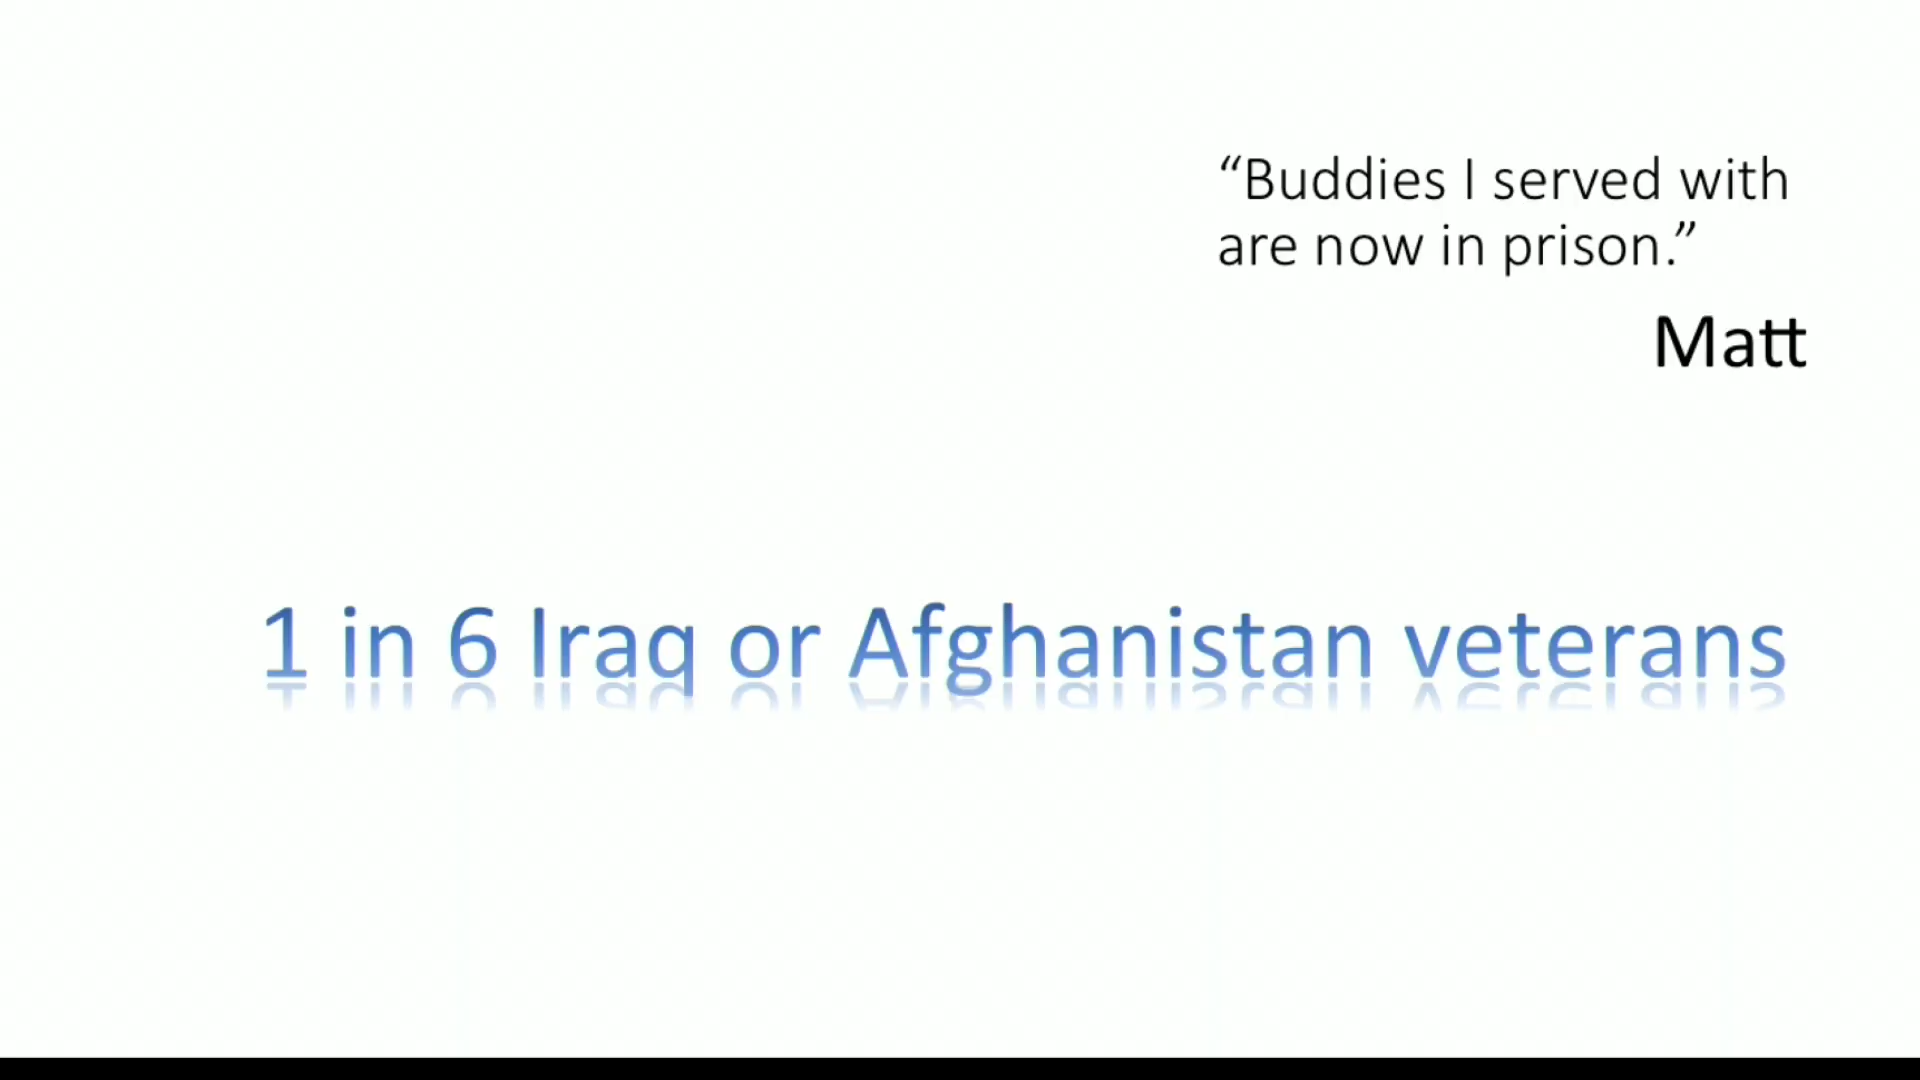 “Buddies I served with
are now in prison.”
Matt
1 in 6 Iraq or Afghanistan veterans